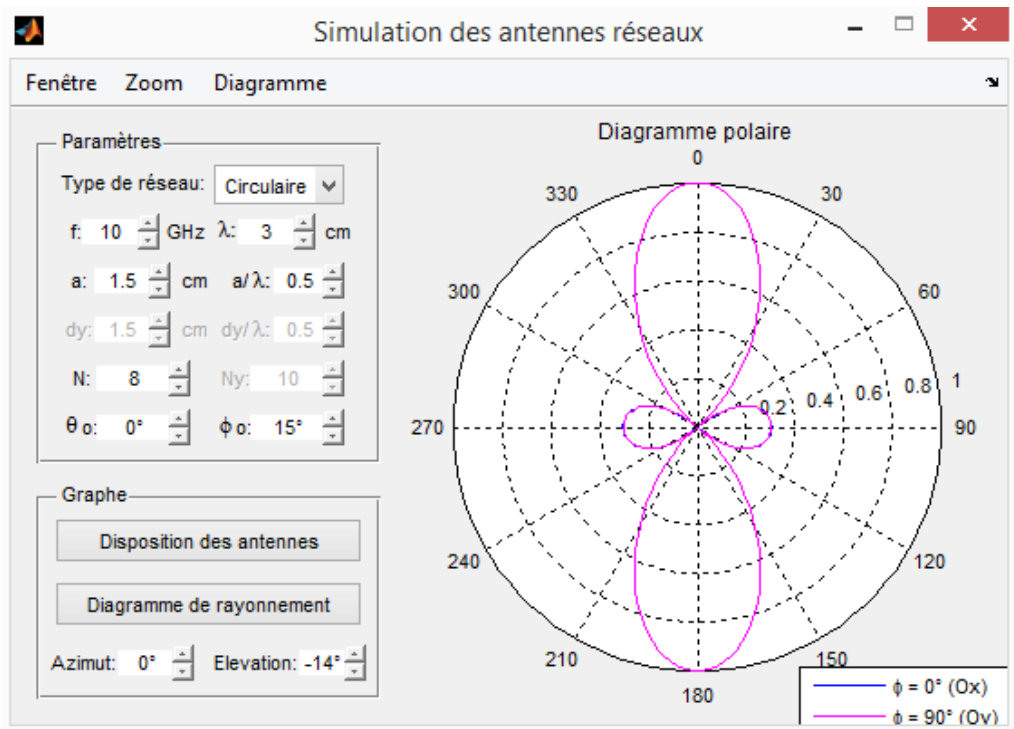 Simulation des antennes réseaux
Fenêtre Zoom Diagramme
Paramètres
Type de réseau: Circulaire
f: 10 GHz λ: 3 cm
a: 1.5 cm a/λ: 0.5
dy: 1.5 cm dy/λ: 0.5
N: 8 Ny: 10
θo: 0° ϕo: 15°
Graphe
Disposition des antennes
Diagramme de rayonnement
Azimut: 0° Elevation: -14°
Diagramme polaire
0
330 30
300 60
0.2 0.4 0.6 0.8 1
270 90
240 120
210 150
180
ϕ = 0° (Ox)
ϕ = 90° (Oy)